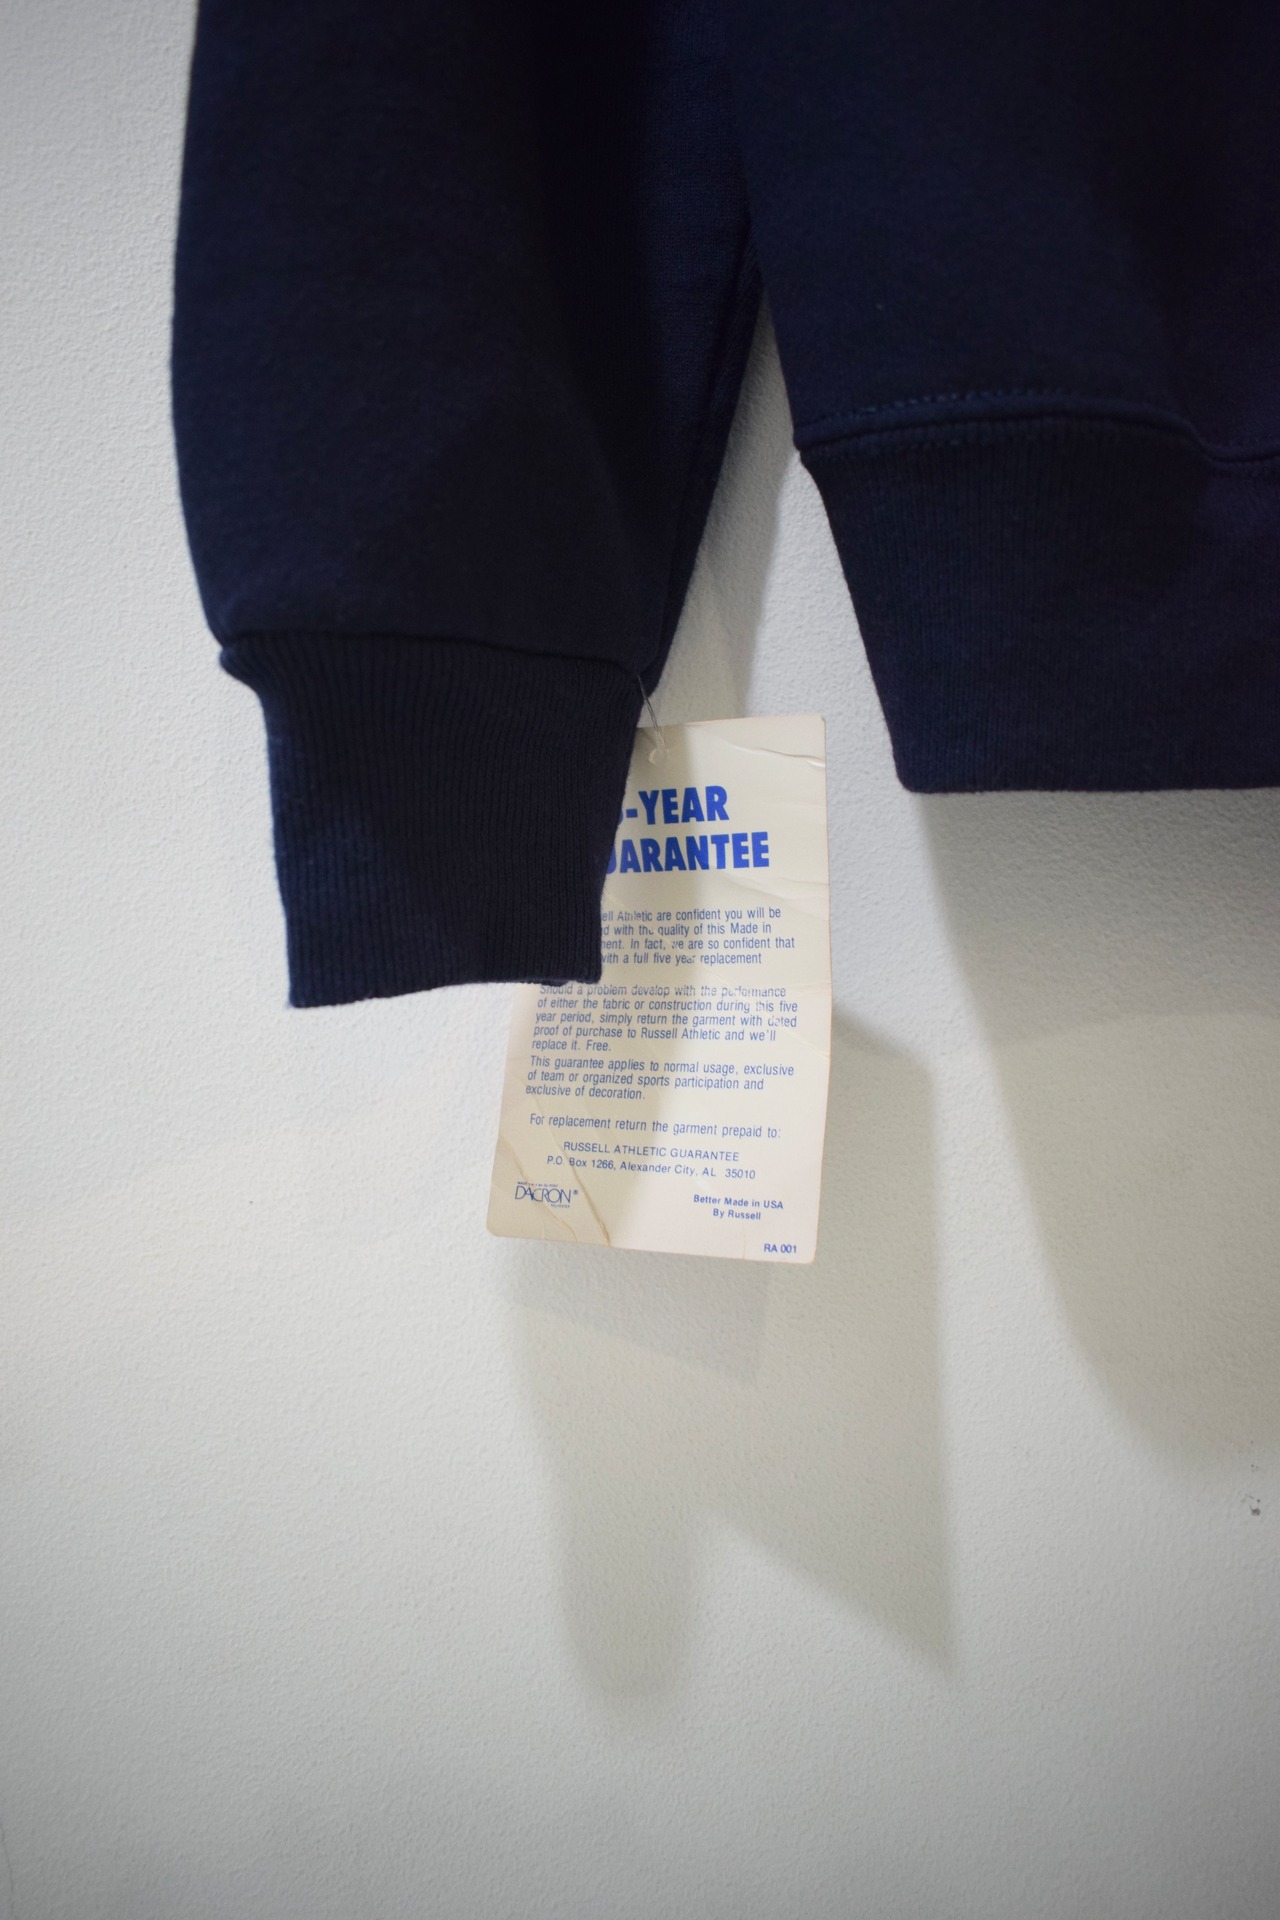 -YEAR
UARANTEE
ell Athletic are confident you will be
d with the quality of this Made in
ment. In fact, we are so confident that
with a full five year replacement
Should a problem develop with the performance
of either the fabric or construction during this five
year period, simply return the garment with dated
proof of purchase to Russell Athletic and we'll
replace it. Free.
This guarantee applies to normal usage, exclusive
of team or organized sports participation and
exclusive of decoration.
For replacement return the garment prepaid to:
RUSSELL ATHLETIC GUARANTEE
P.O. Box 1266, Alexander City, AL 35010
DACRON®
Better Made in USA
By Russell
RA 001